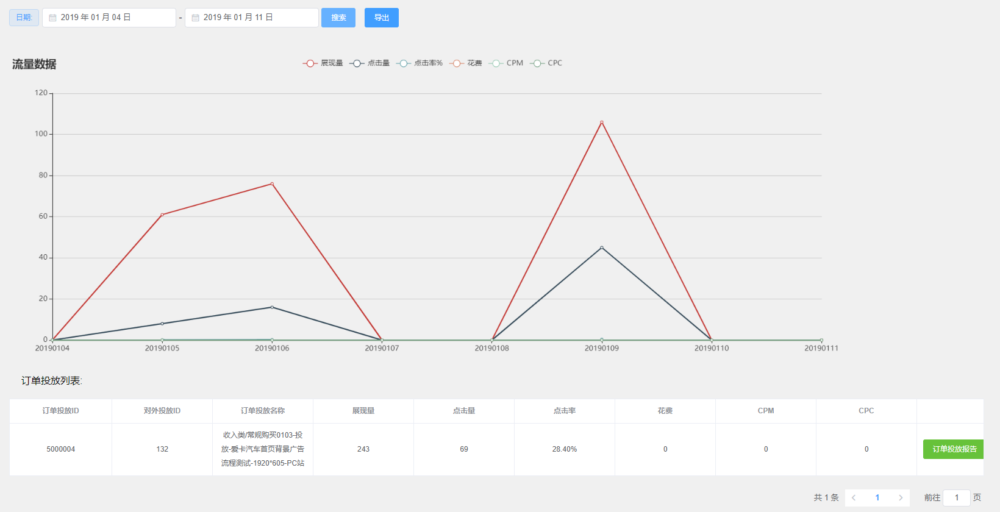 日期: 2019 年 01 月 04 日 - 2019 年 01 月 11 日 搜索 导出
流量数据 展现量 点击量 点击率% 花费 CPM CPC
120
100
80
60
40
20
0
20190104 20190105 20190106 20190107 20190108 20190109 20190110 20190111
订单投放列表:
订单投放ID 对外投放ID 订单投放名称 展现量 点击量 点击率 花费 CPM CPC
收入类/常规购买0103-投
5000004 132 放-爱卡汽车首页背景广告 243 69 28.40% 0 0 0 订单投放报告
流程测试-1920*605-PC站
共 1 条 < 1 > 前往 1 页